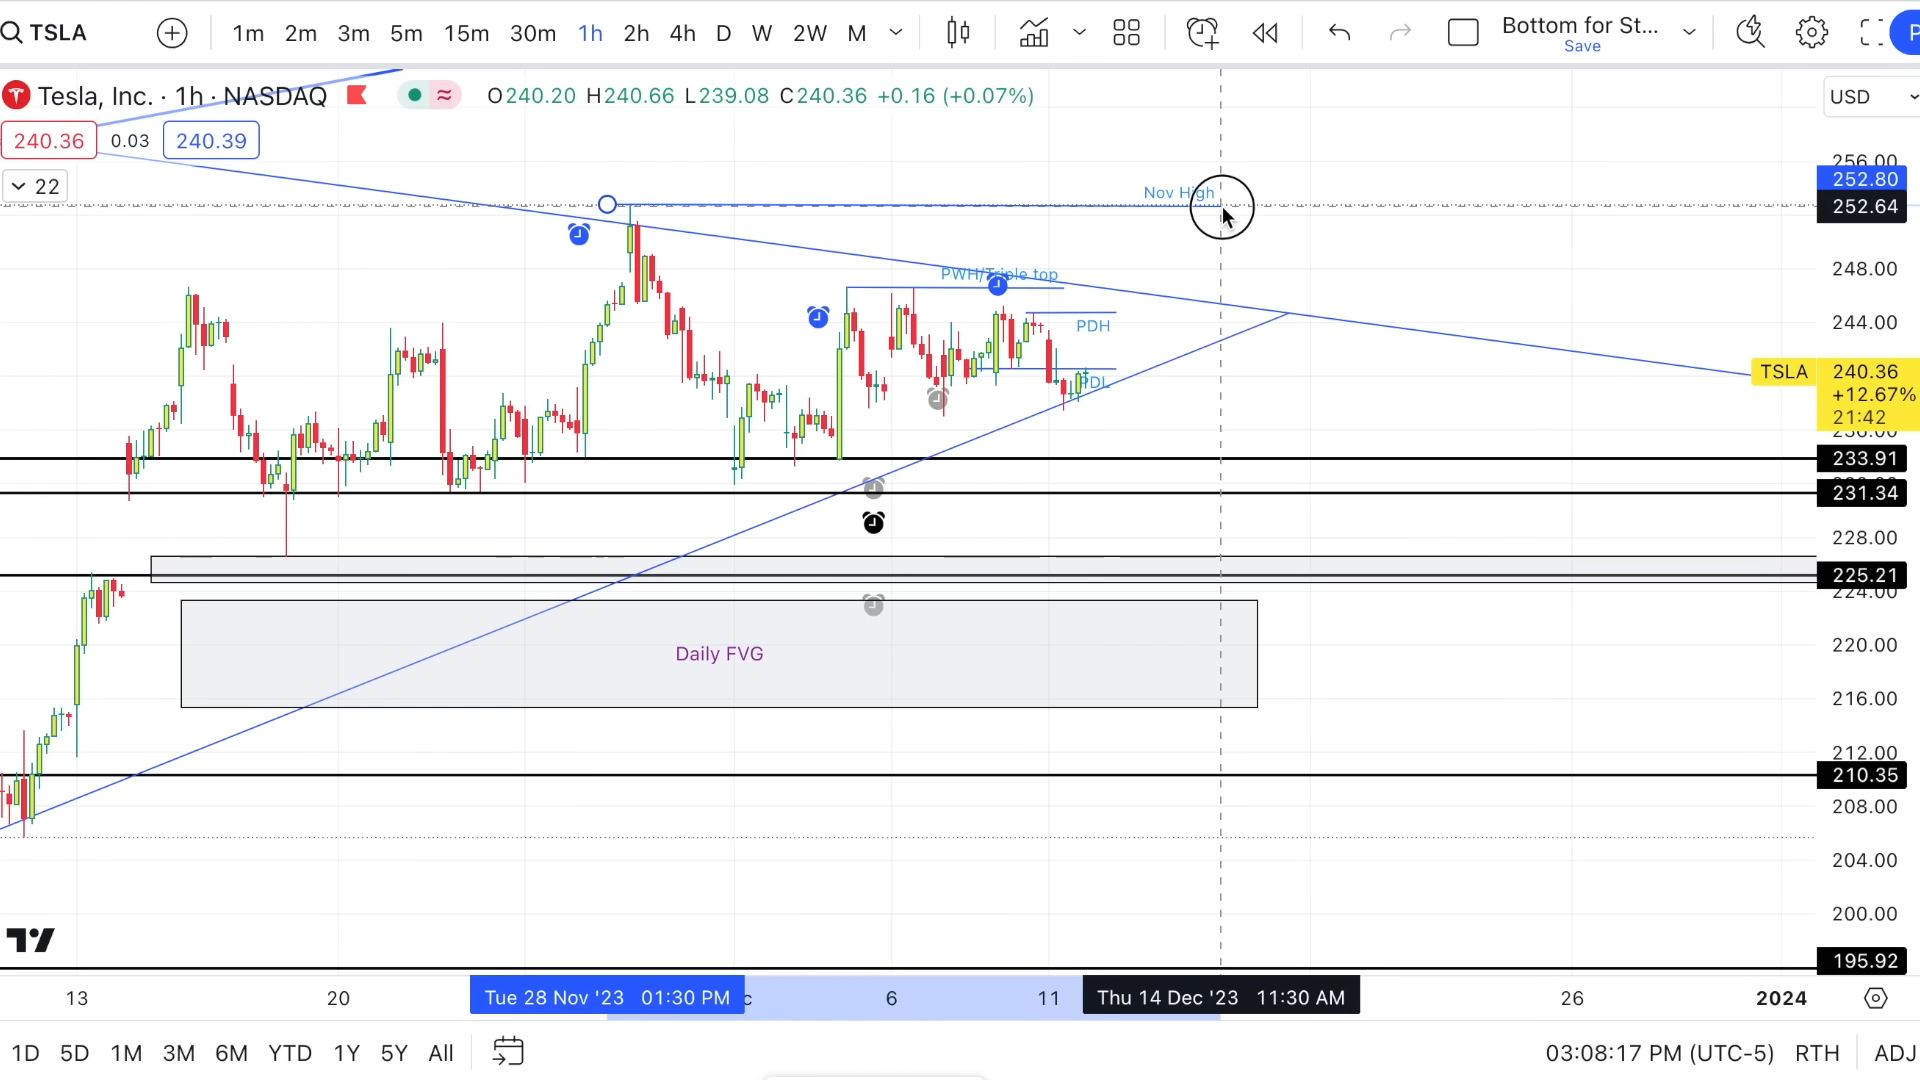 TSLA 1m 2m 3m 5m 15m 30m 1h 2h 4h D W 2W M Bottom for St...
Save
Tesla, Inc. · 1h · NASDAQ O240.20 H240.66 L239.08 C240.36 +0.16 (+0.07%) USD
240.36 0.03 240.39
256.00
252.80
22
Nov High
252.64
PWH/Triple top
248.00
PDH
244.00
PDL
TSLA 240.36
+12.67%
21:42
236.00
233.91
231.34
228.00
225.21
224.00
220.00
Daily FVG
216.00
212.00
210.35
208.00
204.00
200.00
195.92
13 20 Tue 28 Nov '23 01:30 PM c 6 11 Thu 14 Dec '23 11:30 AM 26 2024
1D 5D 1M 3M 6M YTD 1Y 5Y All 03:08:17 PM (UTC-5) RTH ADJ